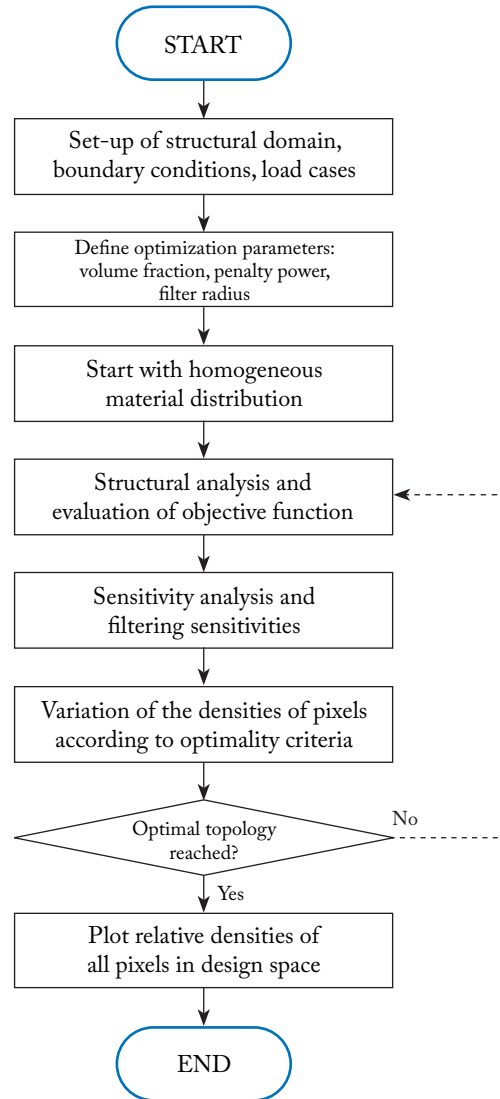 START
Set-up of structural domain,
boundary conditions, load cases
Define optimization parameters:
volume fraction, penalty power,
filter radius
Start with homogeneous
material distribution
Structural analysis and
evaluation of objective function
Sensitivity analysis and
filtering sensitivities
Variation of the densities of pixels
according to optimality criteria
Optimal topology
reached?
No
Yes
Plot relative densities of
all pixels in design space
END